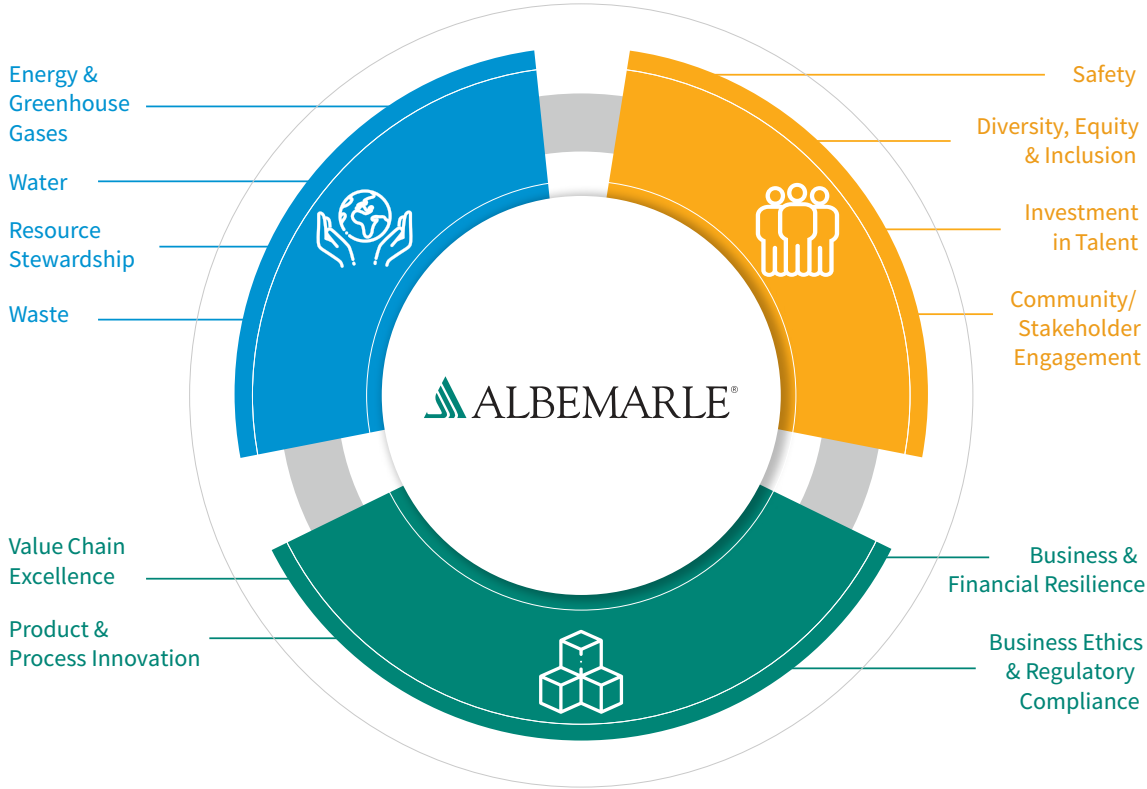 Energy &
Greenhouse
Gases
Water
Resource
Stewardship
Waste
Safety
Diversity, Equity
& Inclusion
Investment
in Talent
Community/
Stakeholder
Engagement
ALBEMARLE®
Value Chain
Excellence
Product &
Process Innovation
Business &
Financial Resilience
Business Ethics
& Regulatory
Compliance